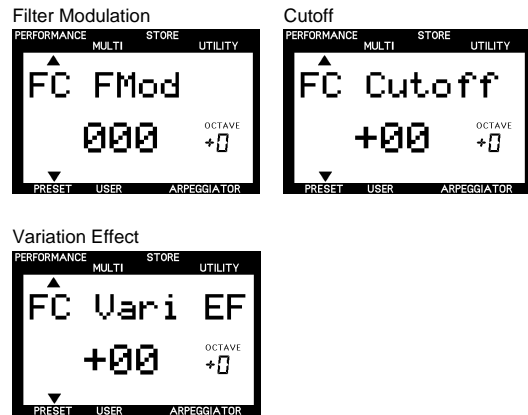 Filter Modulation
PERFORMANCE STORE
MULTI UTILITY
FC FMod
000
OCTAVE
+0
PRESET USER ARPEGGIATOR
Cutoff
PERFORMANCE STORE
MULTI UTILITY
FC Cutoff
+00
OCTAVE
+0
PRESET USER ARPEGGIATOR
Variation Effect
PERFORMANCE STORE
MULTI UTILITY
FC Vari EF
+00
OCTAVE
+0
PRESET USER ARPEGGIATOR